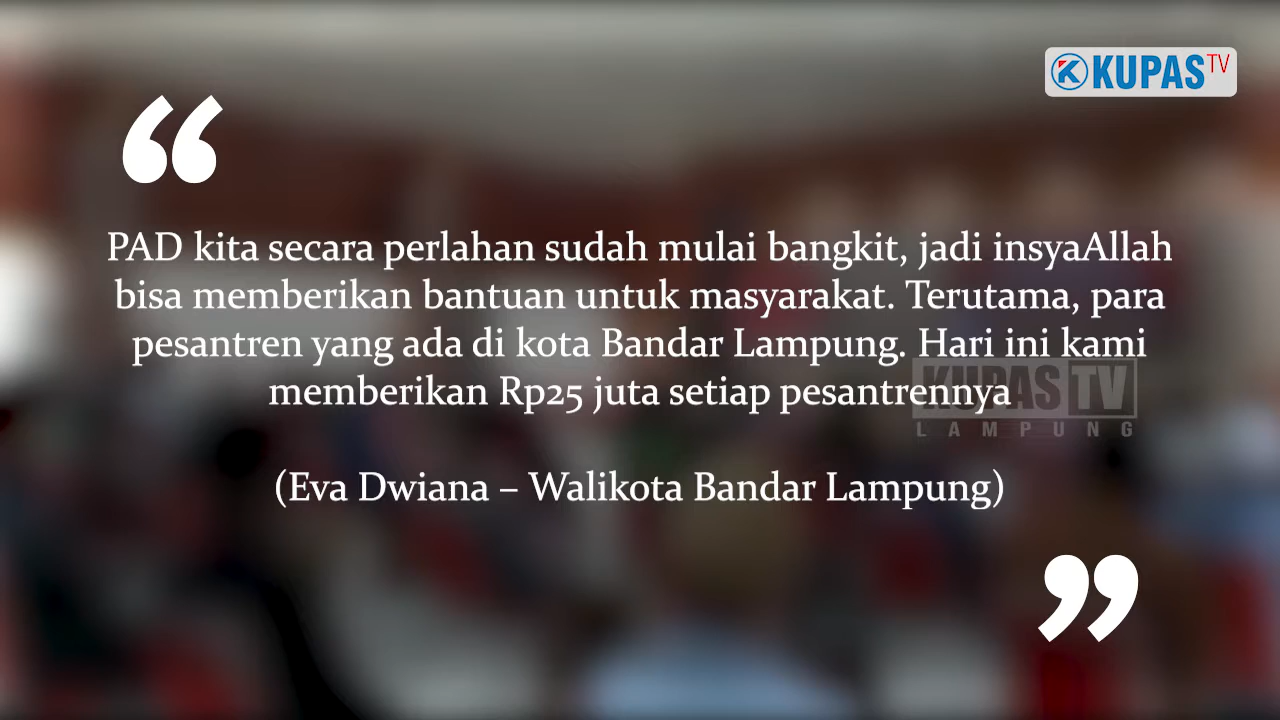 KUPAS TV
“
PAD kita secara perlahan sudah mulai bangkit, jadi insyaAllah
bisa memberikan bantuan untuk masyarakat. Terutama, para
pesantren yang ada di kota Bandar Lampung. Hari ini kami
memberikan Rp25 juta setiap pesantrennya
KUPAS TV
LAMPUNG
(Eva Dwiana – Walikota Bandar Lampung)
”